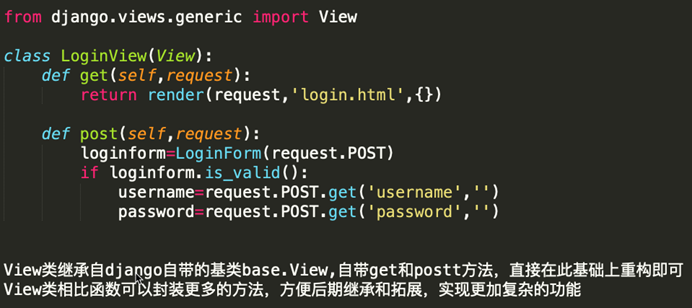 from django.views.generic import View
class LoginView(View):
def get(self,request):
return render(request,'login.html',{})
def post(self,request):
loginform=LoginForm(request.POST)
if loginform.is_valid():
username=request.POST.get('username','')
password=request.POST.get('password','')
View类继承自django自带的基类base.View,自带get和postt方法，直接在此基础上重构即可
View类相比函数可以封装更多的方法，方便后期继承和拓展，实现更加复杂的功能